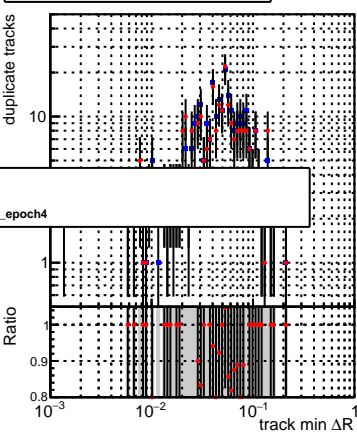 duplicate tracks
10
_epoch4
1
Ratio
1
0.9
0.8
10⁻³
10⁻²
10⁻¹
1
track min ΔR